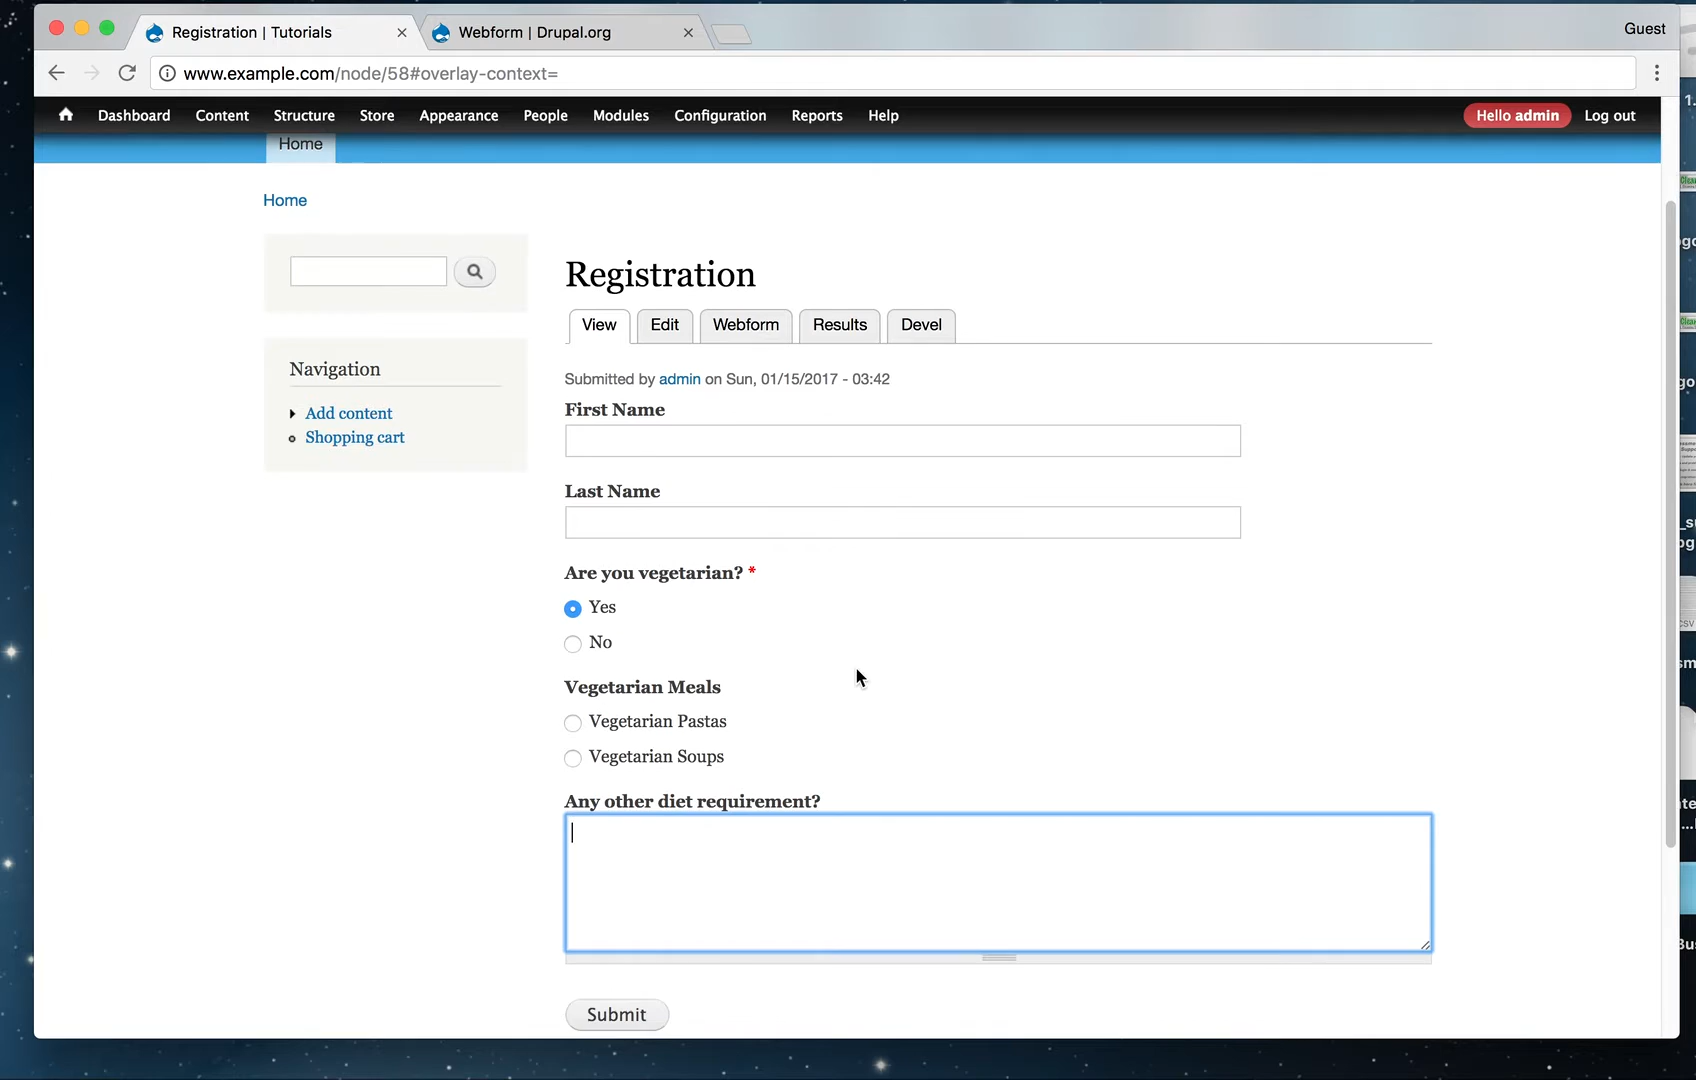 Registration | Tutorials
Webform | Drupal.org
Guest
www.example.com/node/58#overlay-context=
Dashboard Content Structure Store Appearance People Modules Configuration Reports Help
Hello admin Log out
Home
Home
Registration
View Edit Webform Results Devel
Navigation
Submitted by admin on Sun, 01/15/2017 - 03:42
Add content
First Name
Shopping cart
Last Name
Are you vegetarian? *
Yes
No
Vegetarian Meals
Vegetarian Pastas
Vegetarian Soups
Any other diet requirement?
Submit